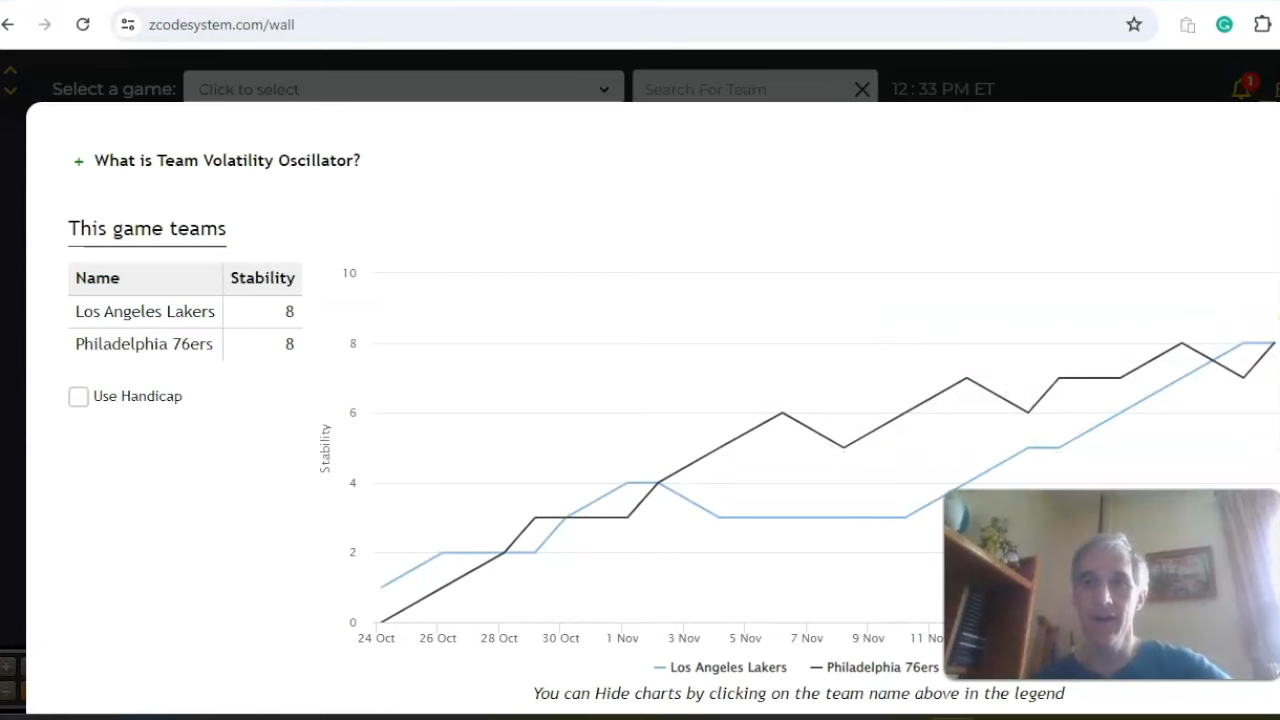 zcodesystem.com/wall
Select a game: Click to select Search For Team 12:33 PM ET 1
+ What is Team Volatility Oscillator?
This game teams
Name Stability
Los Angeles Lakers 8
Philadelphia 76ers 8
Use Handicap
10
8
6
4
2
0
Stability
24 Oct 26 Oct 28 Oct 30 Oct 1 Nov 3 Nov 5 Nov 7 Nov 9 Nov 11 No
Los Angeles Lakers Philadelphia 76ers
You can Hide charts by clicking on the team name above in the legend